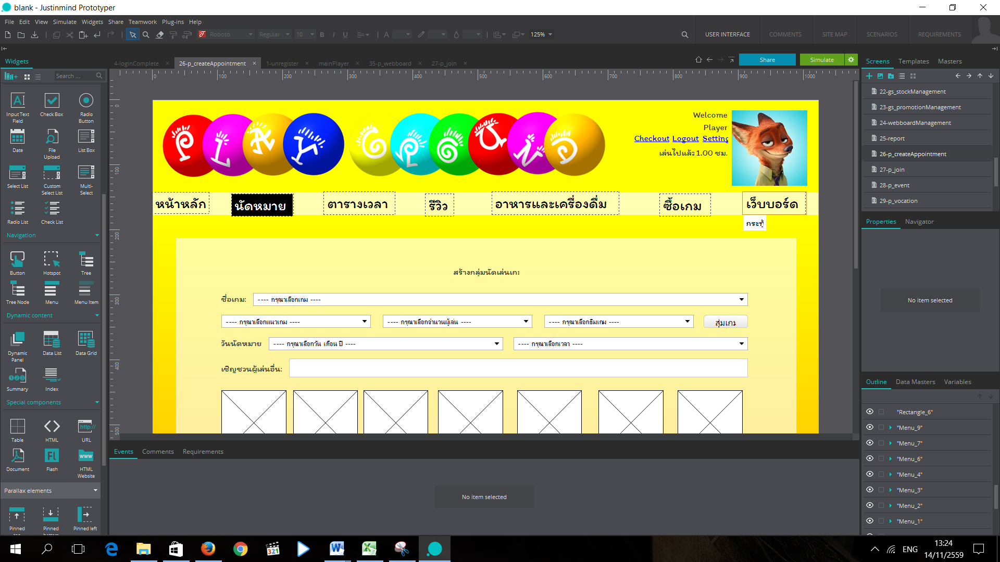 blank - Justinmind Prototyper
File Edit View Simulate Widgets Share Teamwork Plug-ins Help
Roboto Regular 10 B I U A 125%
USER INTERFACE COMMENTS SITE MAP SCENARIOS REQUIREMENTS
Widgets
Search ...
Input Text Field
Check Box
Radio Button
Date
File Upload
List Box
Select List
Custom Select List
Multi-Select
Radio List
Check List
Navigation
Button
Hotspot
Tree
Tree Node
Menu
Menu Item
Dynamic content
Dynamic Panel
Data List
Data Grid
Summary
Index
Special components
Table
HTML
URL
Document
Flash
HTML Website
Parallax elements
Pinned
Pinned
Pinned left
4-loginComplete
26-p_createAppointment
1-unregister
mainPlayer
35-p_webboard
27-p_join
Share
Simulate
0 100 200 300 400 500 600 700 800 900 1000
0 100 200 300 400 500
PLAY GROUND
Welcome
Player
Checkout Logout Setting
เล่นไปแล้ว 1.00 ชม.
หน้าหลัก นัดหมาย ตารางเวลา รีวิว อาหารและเครื่องดื่ม ซื้อเกม เว็บบอร์ด
กระทู้
สร้างกลุ่มนัดเล่นเกม
ชื่อเกม: ---- กรุณาเลือกเกม ----
---- กรุณาเลือกแนวเกม ---- ---- กรุณาเลือกจำนวนผู้เล่น ---- ---- กรุณาเลือกธีมเกม ---- สุ่มเกม
วันนัดหมาย ---- กรุณาเลือกวัน เดือน ปี ---- ---- กรุณาเลือกเวลา ----
เชิญชวนผู้เล่นอื่น:
Events Comments Requirements
No item selected
Screens Templates Masters
22-gs_stockManagement
23-gs_promotionManagement
24-webboardManagement
25-report
26-p_createAppointment
27-p_join
28-p_event
29-p_vocation
Properties Navigator
No item selected
Outline Data Masters Variables
"Rectangle_6"
"Menu_9"
"Menu_7"
"Menu_6"
"Menu_4"
"Menu_3"
"Menu_2"
"Menu_1"
ENG
13:24
14/11/2559